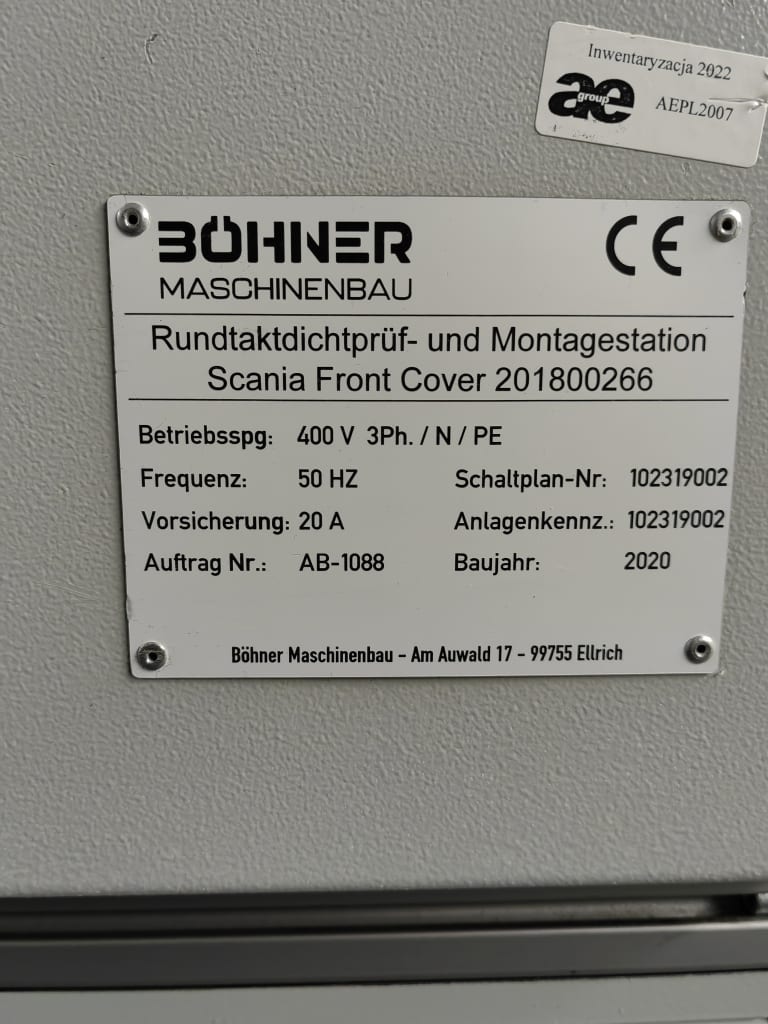 Inwentaryzacja 2022
ae group AEPL2007
BÖHNER
MASCHINENBAU
CE
Rundtaktdichtprüf- und Montagestation
Scania Front Cover 201800266
Betriebsspg: 400 V 3Ph. / N / PE
Frequenz: 50 HZ Schaltplan-Nr: 102319002
Vorsicherung: 20 A Anlagenkennz.: 102319002
Auftrag Nr.: AB-1088 Baujahr: 2020
Böhner Maschinenbau - Am Auwald 17 - 99755 Ellrich